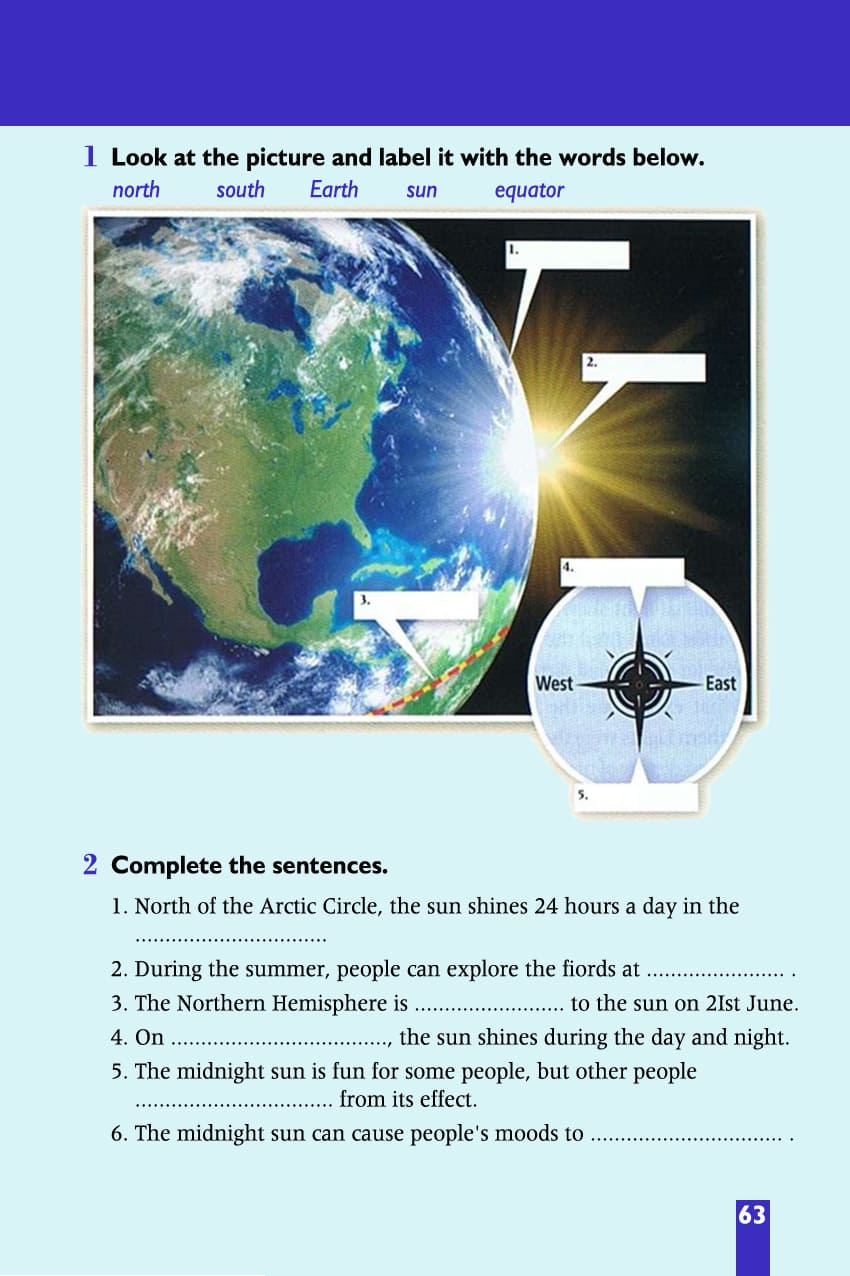 1 Look at the picture and label it with the words below.
north south Earth sun equator
1.
2.
3.
4.
West East
5.
2 Complete the sentences.
1. North of the Arctic Circle, the sun shines 24 hours a day in the
................................
2. During the summer, people can explore the fiords at ....................... .
3. The Northern Hemisphere is ......................... to the sun on 2Ist June.
4. On ...................................., the sun shines during the day and night.
5. The midnight sun is fun for some people, but other people
................................. from its effect.
6. The midnight sun can cause people's moods to ................................ .
63